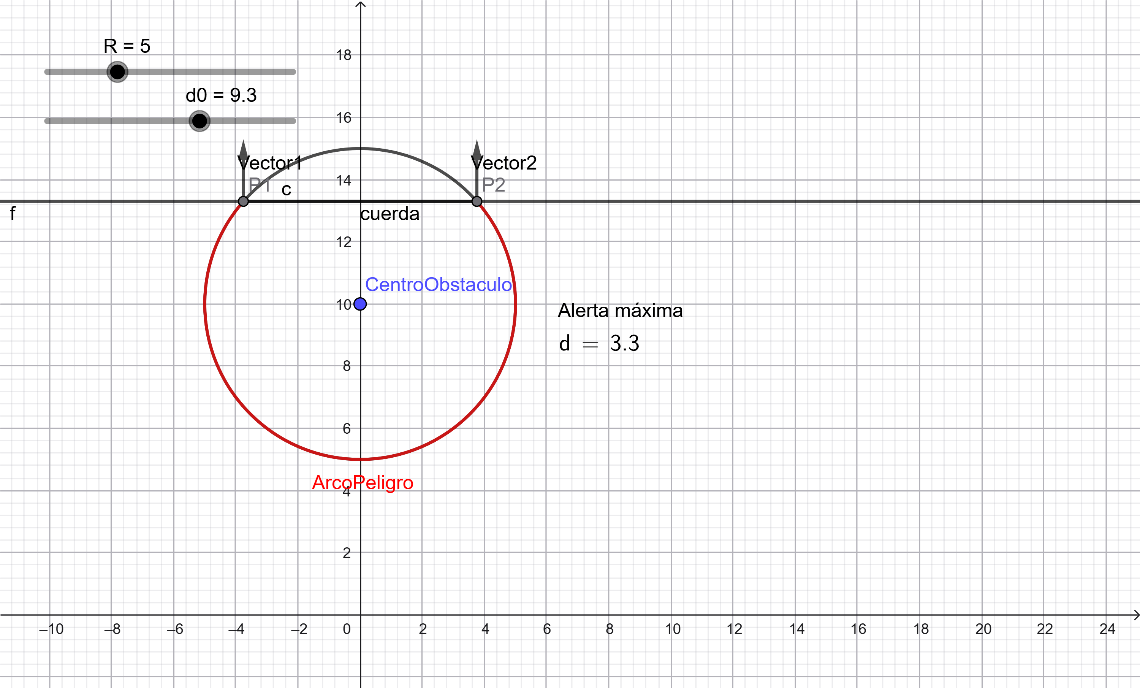 R = 5
d0 = 9.3
18
16
Vector1
Vector2
14
P1
c
P2
f
cuerda
12
CentroObstaculo
10
Alerta máxima
d = 3.3
8
6
ArcoPeligro
4
2
–10 –8 –6 –4 –2 0 2 4 6 8 10 12 14 16 18 20 22 24